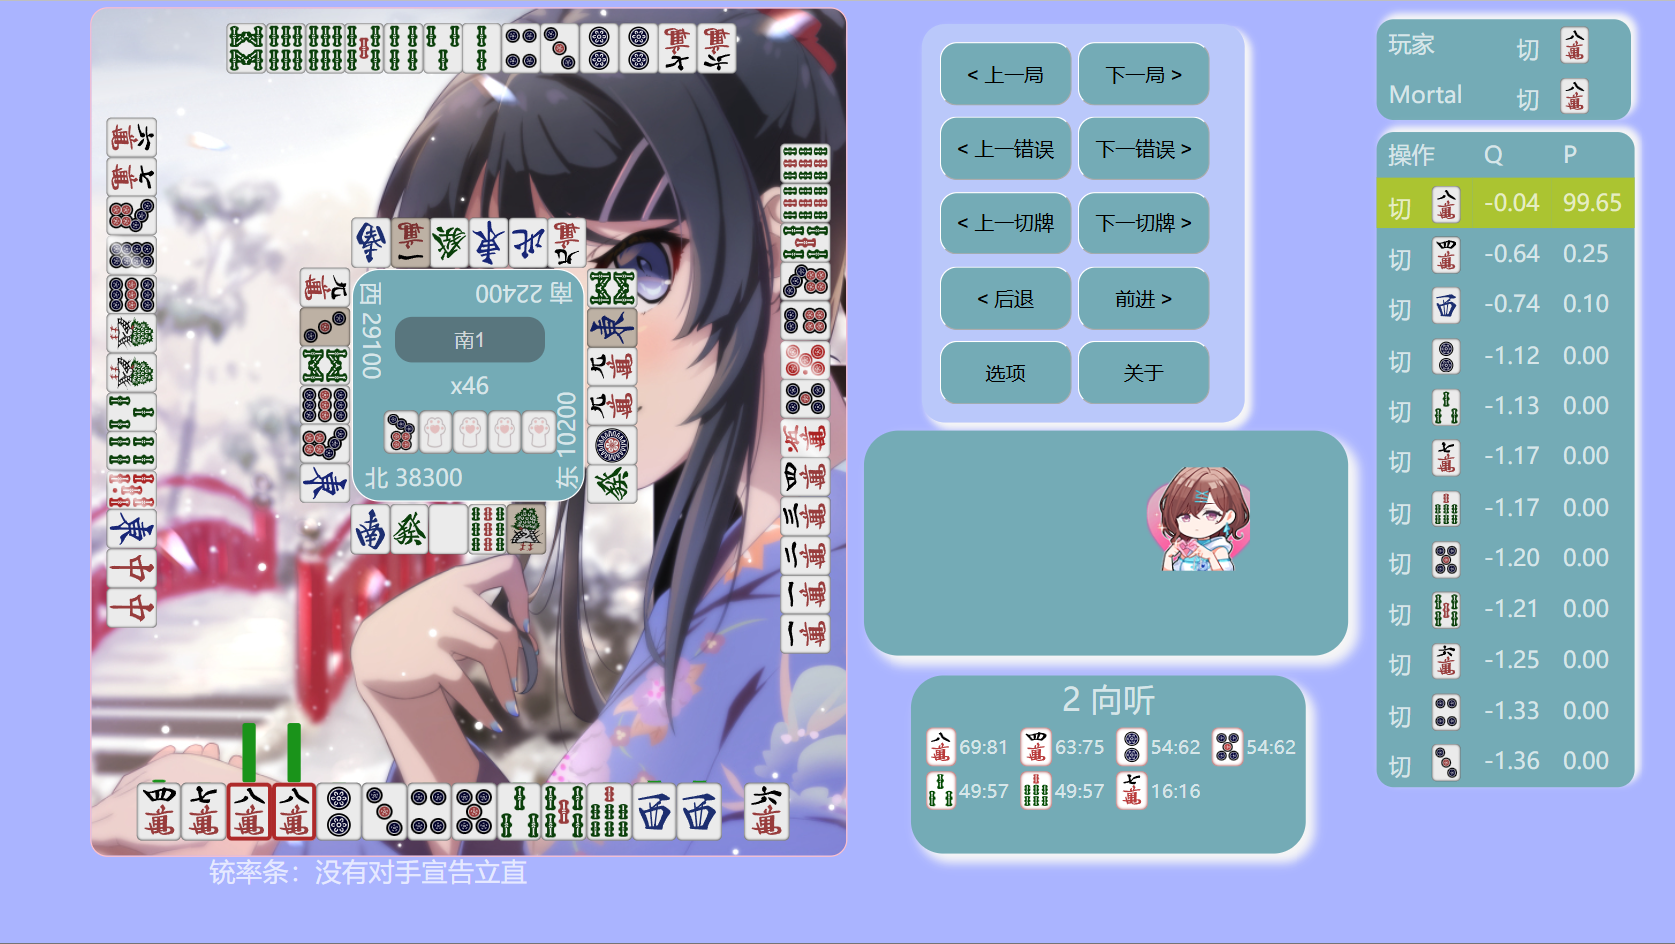 南 22400
西 29100
南1
x46
东 10200
北 38300
铳率条：没有对手宣告立直
< 上一局
下一局 >
< 上一错误
下一错误 >
< 上一切牌
下一切牌 >
< 后退
前进 >
选项
关于
2 向听
69:81 63:75 54:62 54:62
49:57 49:57 16:16
玩家 切
Mortal 切
操作 Q P
切 -0.04 99.65
切 -0.64 0.25
切 -0.74 0.10
切 -1.12 0.00
切 -1.13 0.00
切 -1.17 0.00
切 -1.17 0.00
切 -1.20 0.00
切 -1.21 0.00
切 -1.25 0.00
切 -1.33 0.00
切 -1.36 0.00